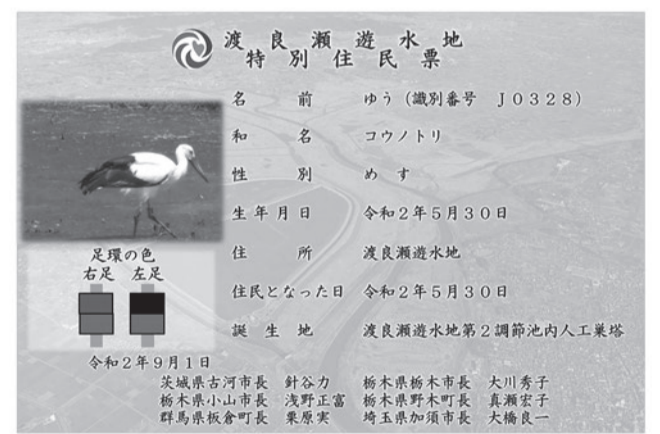 渡良瀬遊水地
特別住民票
名前 ゆう（識別番号 J0328）
和名 コウノトリ
性別 めす
生年月日 令和2年5月30日
住所 渡良瀬遊水地
住民となった日 令和2年5月30日
誕生地 渡良瀬遊水地第2調節池内人工巣塔
足環の色
右足 左足
令和2年9月1日
茨城県古河市長 針谷力 栃木県栃木市長 大川秀子
栃木県小山市長 浅野正富 栃木県野木町長 真瀬宏子
群馬県板倉町長 栗原実 埼玉県加須市長 大橋良一